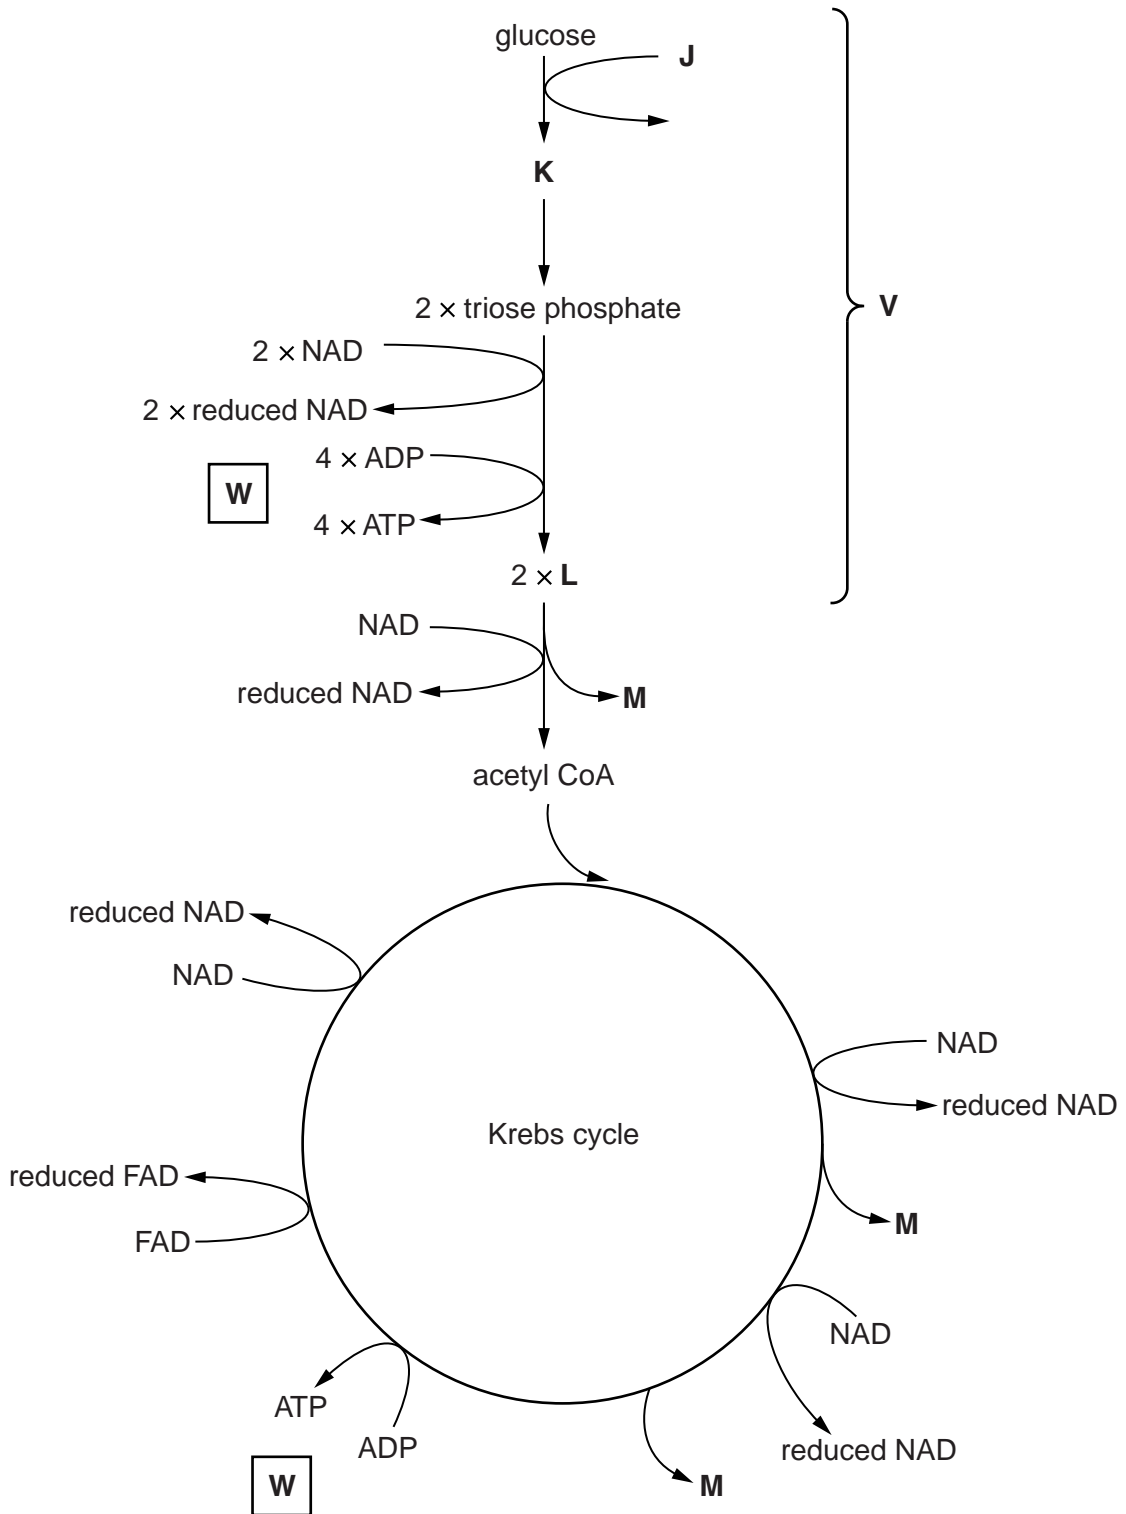 glucose
J
K
2 × triose phosphate
V
2 × NAD
2 × reduced NAD
4 × ADP
W
4 × ATP
2 × L
NAD
reduced NAD
M
acetyl CoA
reduced NAD
NAD
NAD
reduced NAD
Krebs cycle
reduced FAD
M
FAD
NAD
ATP
ADP
reduced NAD
W
M